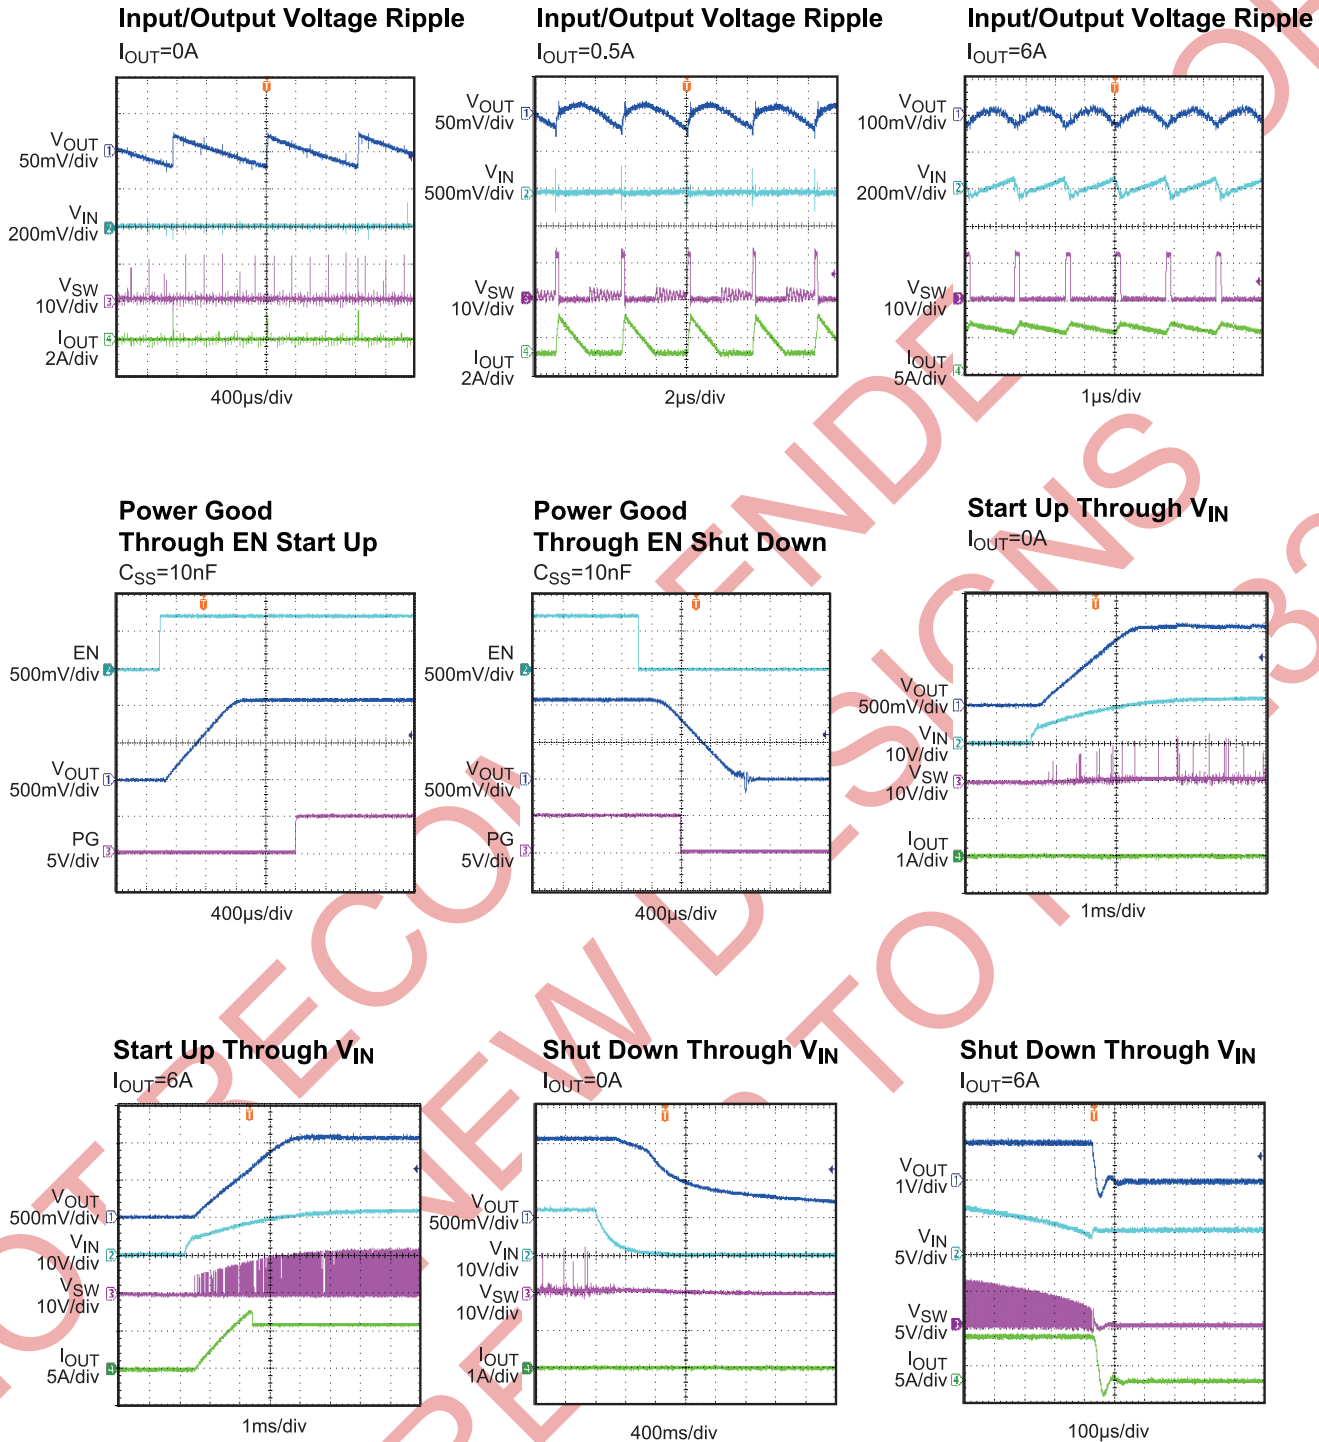 Input/Output Voltage Ripple
IOUT=0A
VOUT
50mV/div
VIN
200mV/div
VSW
10V/div
IOUT
2A/div
400µs/div
Input/Output Voltage Ripple
IOUT=0.5A
VOUT
50mV/div
VIN
500mV/div
VSW
10V/div
IOUT
2A/div
2µs/div
Input/Output Voltage Ripple
IOUT=6A
VOUT
100mV/div
VIN
200mV/div
VSW
10V/div
IOUT
5A/div
1µs/div
Power Good
Through EN Start Up
CSS=10nF
EN
500mV/div
VOUT
500mV/div
PG
5V/div
400µs/div
Power Good
Through EN Shut Down
CSS=10nF
EN
500mV/div
VOUT
500mV/div
PG
5V/div
400µs/div
Start Up Through VIN
IOUT=0A
VOUT
500mV/div
VIN
10V/div
VSW
10V/div
IOUT
1A/div
1ms/div
Start Up Through VIN
IOUT=6A
VOUT
500mV/div
VIN
10V/div
VSW
10V/div
IOUT
5A/div
1ms/div
Shut Down Through VIN
IOUT=0A
VOUT
500mV/div
VIN
10V/div
VSW
10V/div
IOUT
1A/div
400ms/div
Shut Down Through VIN
IOUT=6A
VOUT
1V/div
VIN
5V/div
VSW
5V/div
IOUT
5A/div
100µs/div